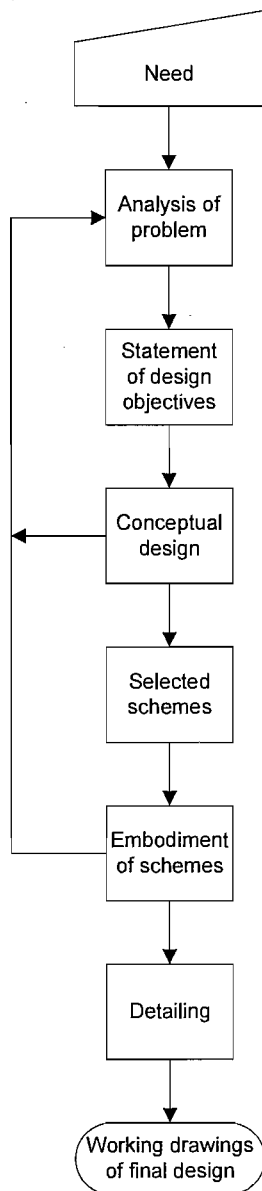 Need
Analysis of
problem
Statement
of design
objectives
Conceptual
design
Selected
schemes
Embodiment
of schemes
Detailing
Working drawings
of final design